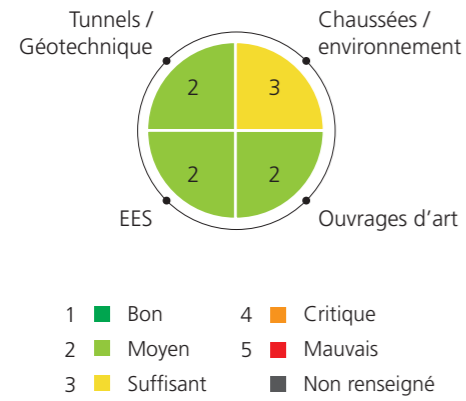 Tunnels /
Géotechnique
Chaussées /
environnement
2
3
2
2
EES
Ouvrages d'art
1 Bon
4 Critique
2 Moyen
5 Mauvais
3 Suffisant
Non renseigné